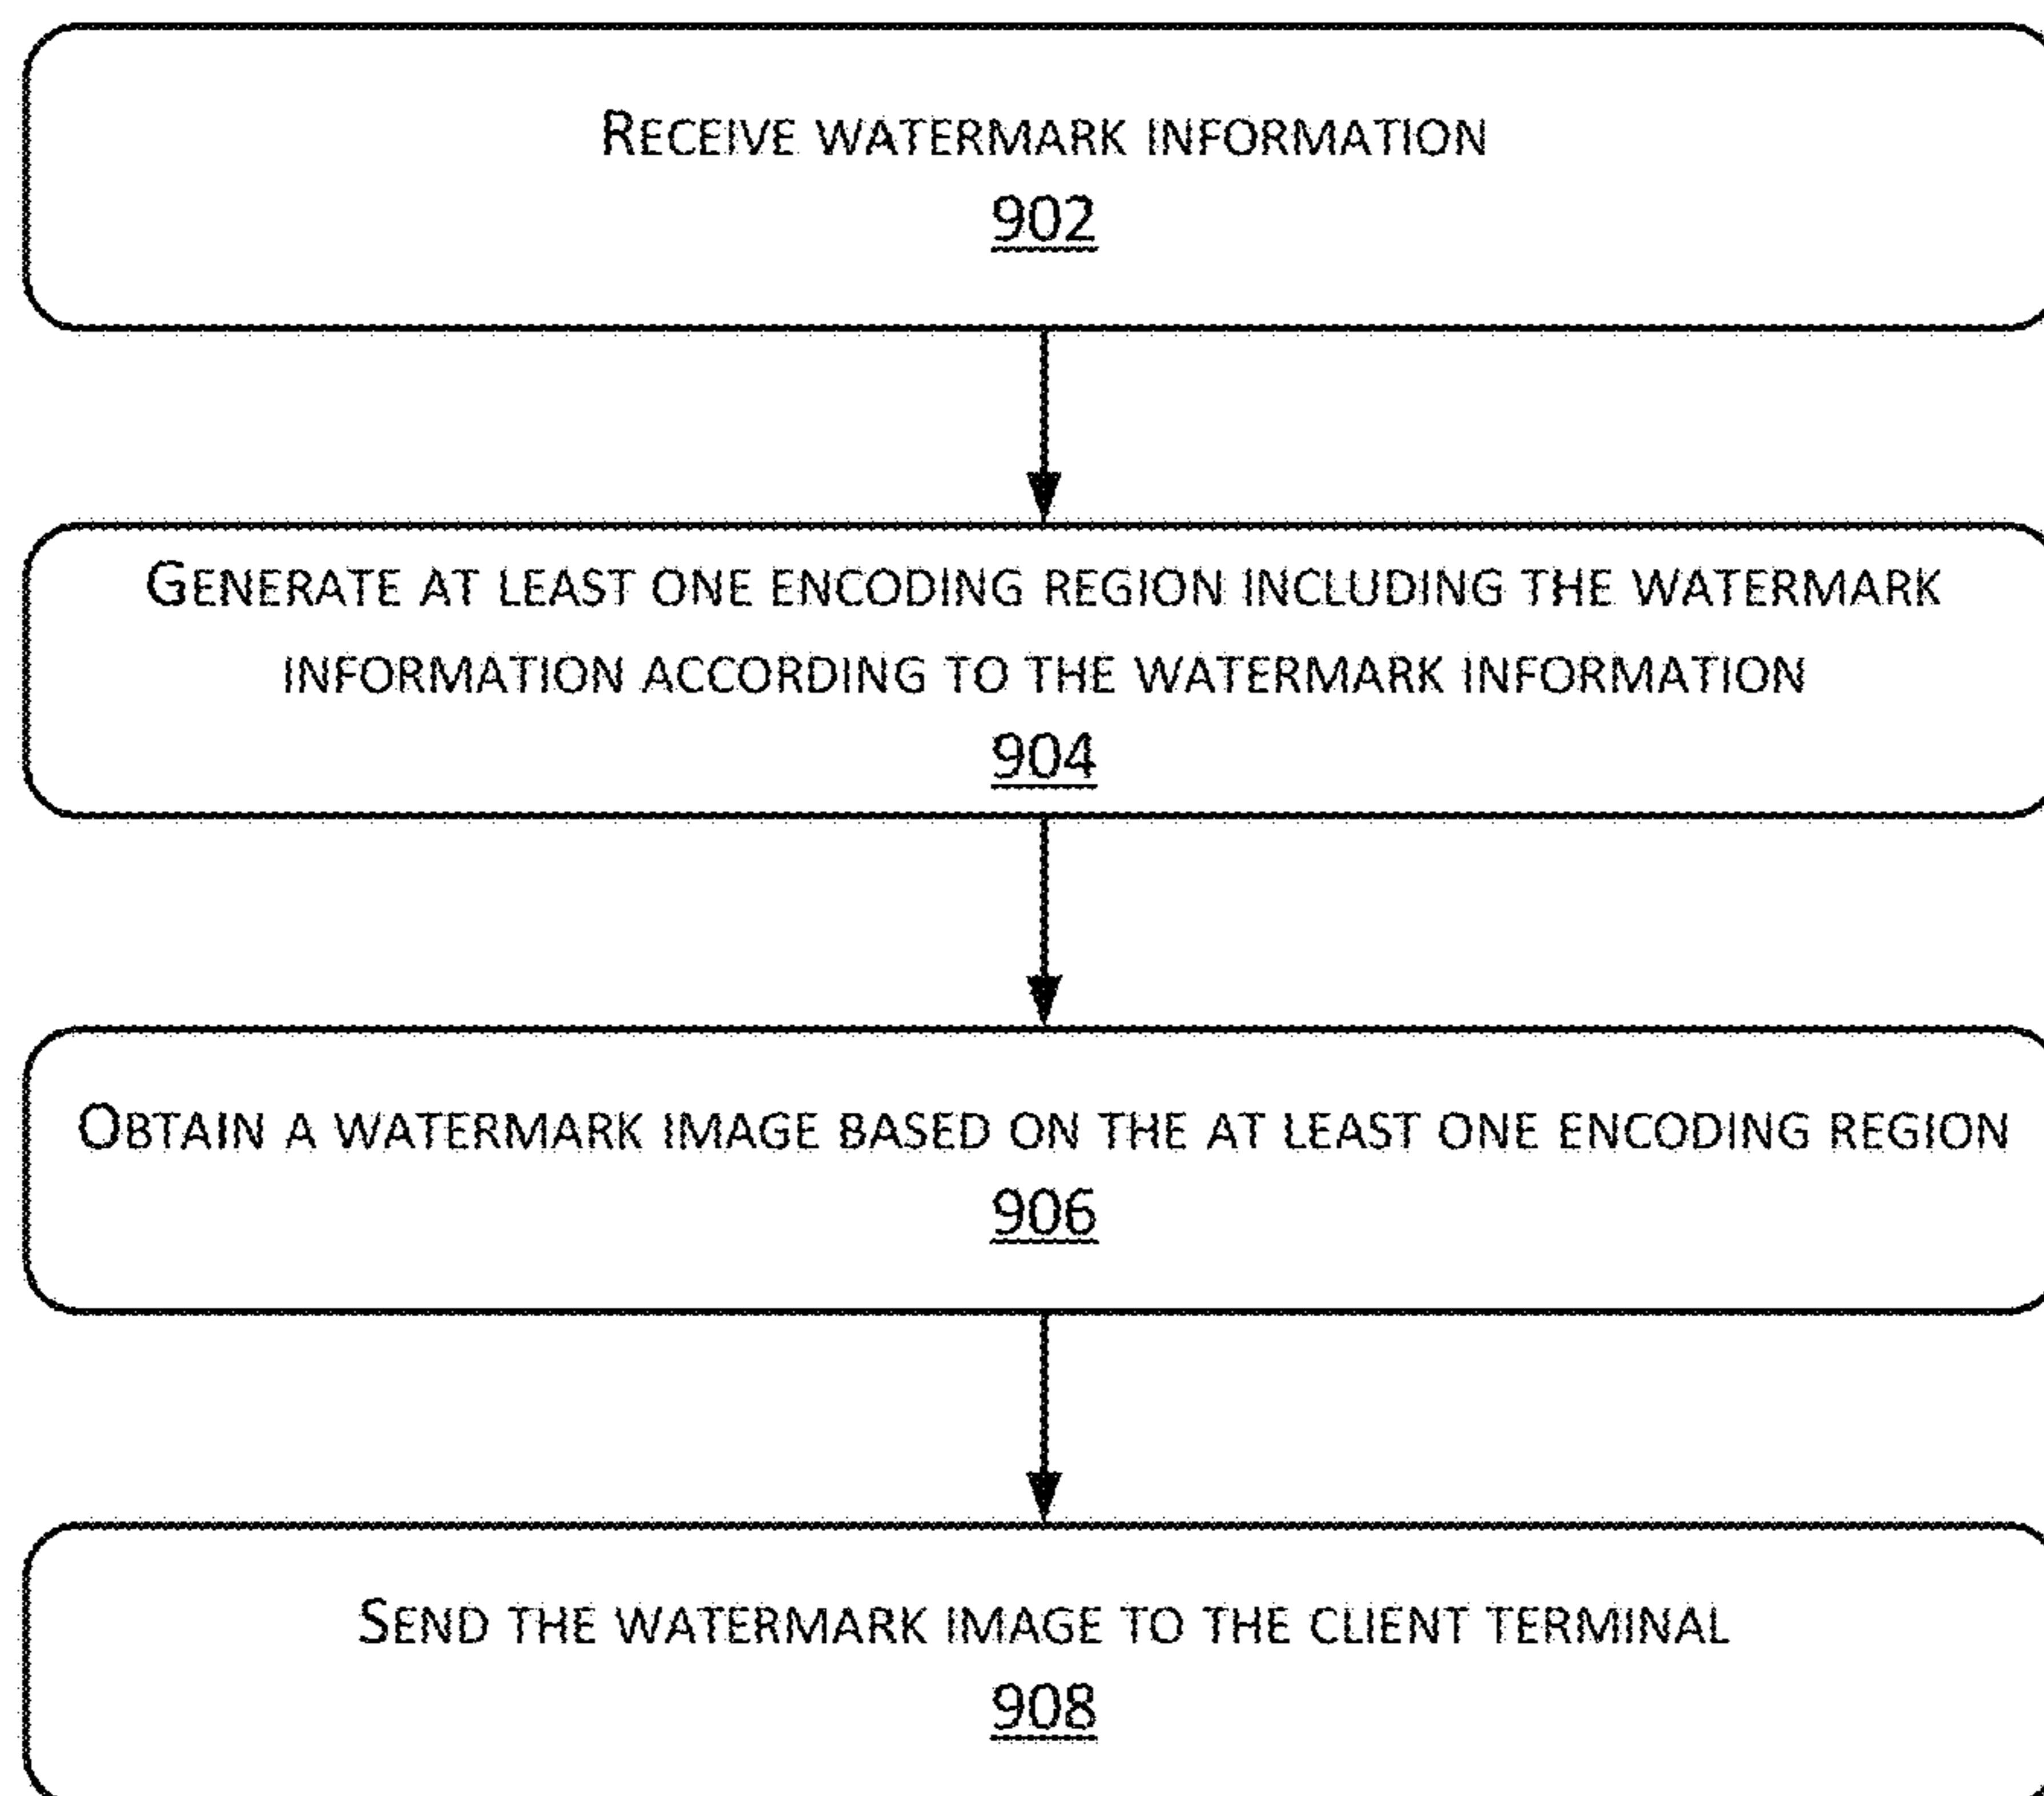 RECEIVE WATERMARK INFORMATION
902
GENERATE AT LEAST ONE ENCODING REGION INCLUDING THE WATERMARK
INFORMATION ACCORDING TO THE WATERMARK INFORMATION
904
OBTAIN A WATERMARK IMAGE BASED ON THE AT LEAST ONE ENCODING REGION
906
SEND THE WATERMARK IMAGE TO THE CLIENT TERMINAL
908